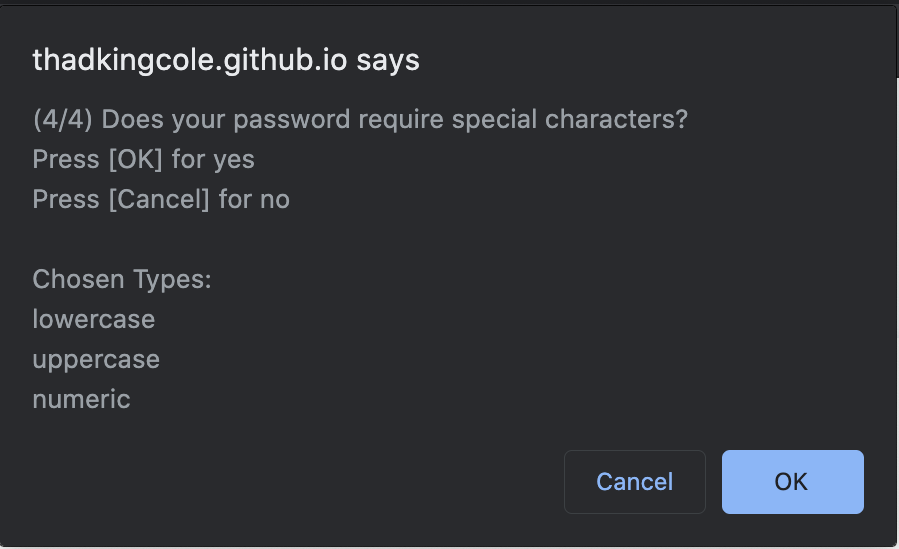 thadkingcole.github.io says
(4/4) Does your password require special characters?
Press [OK] for yes
Press [Cancel] for no
Chosen Types:
lowercase
uppercase
numeric
Cancel
OK